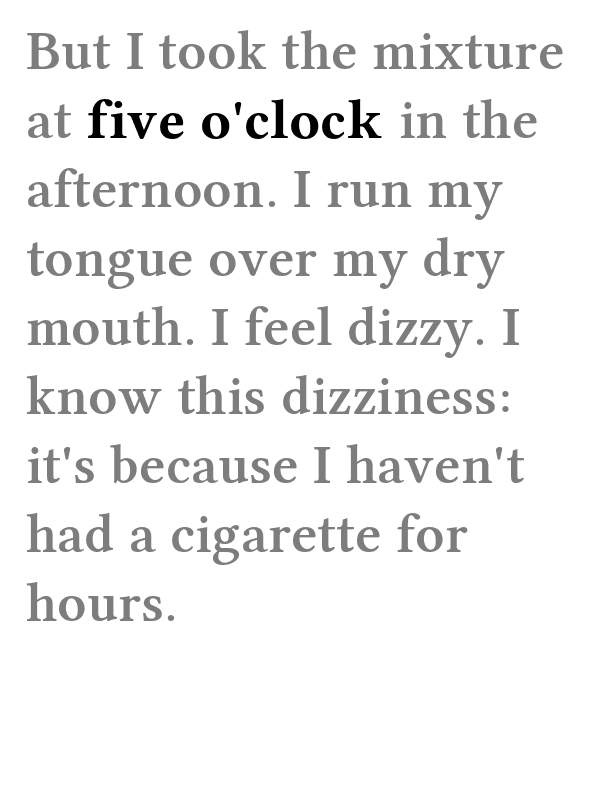 But I took the mixture
at five o'clock in the
afternoon. I run my
tongue over my dry
mouth. I feel dizzy. I
know this dizziness:
it's because I haven't
had a cigarette for
hours.